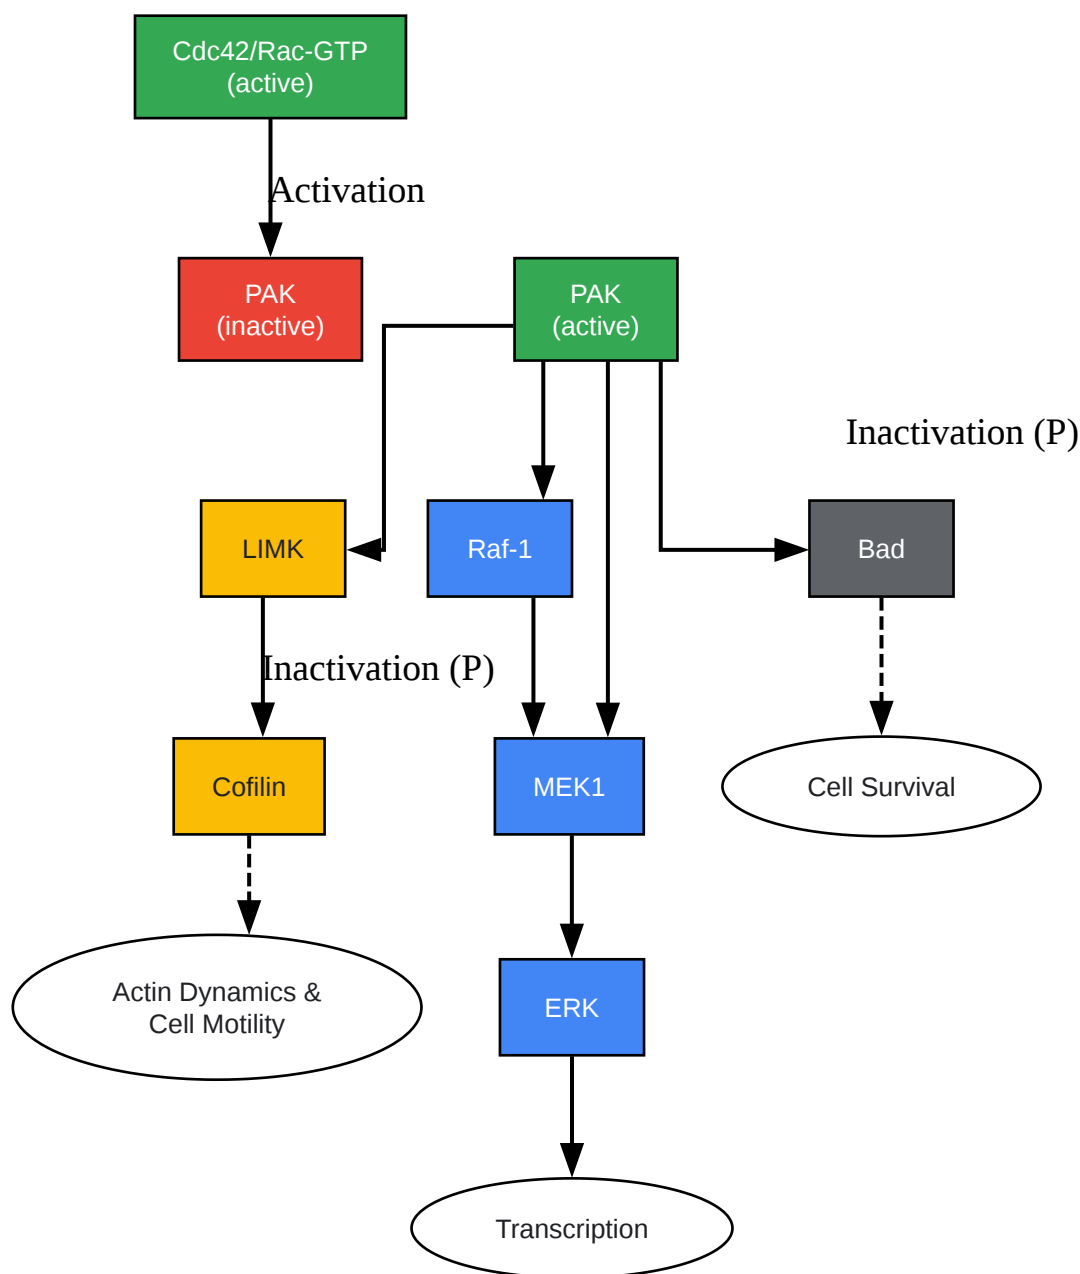 Cdc42/Rac-GTP
(active)
Activation
PAK
(inactive)
PAK
(active)
Inactivation (P)
LIMK
Raf-1
Bad
Inactivation (P)
Cofilin
MEK1
Cell Survival
Actin Dynamics &
Cell Motility
ERK
Transcription